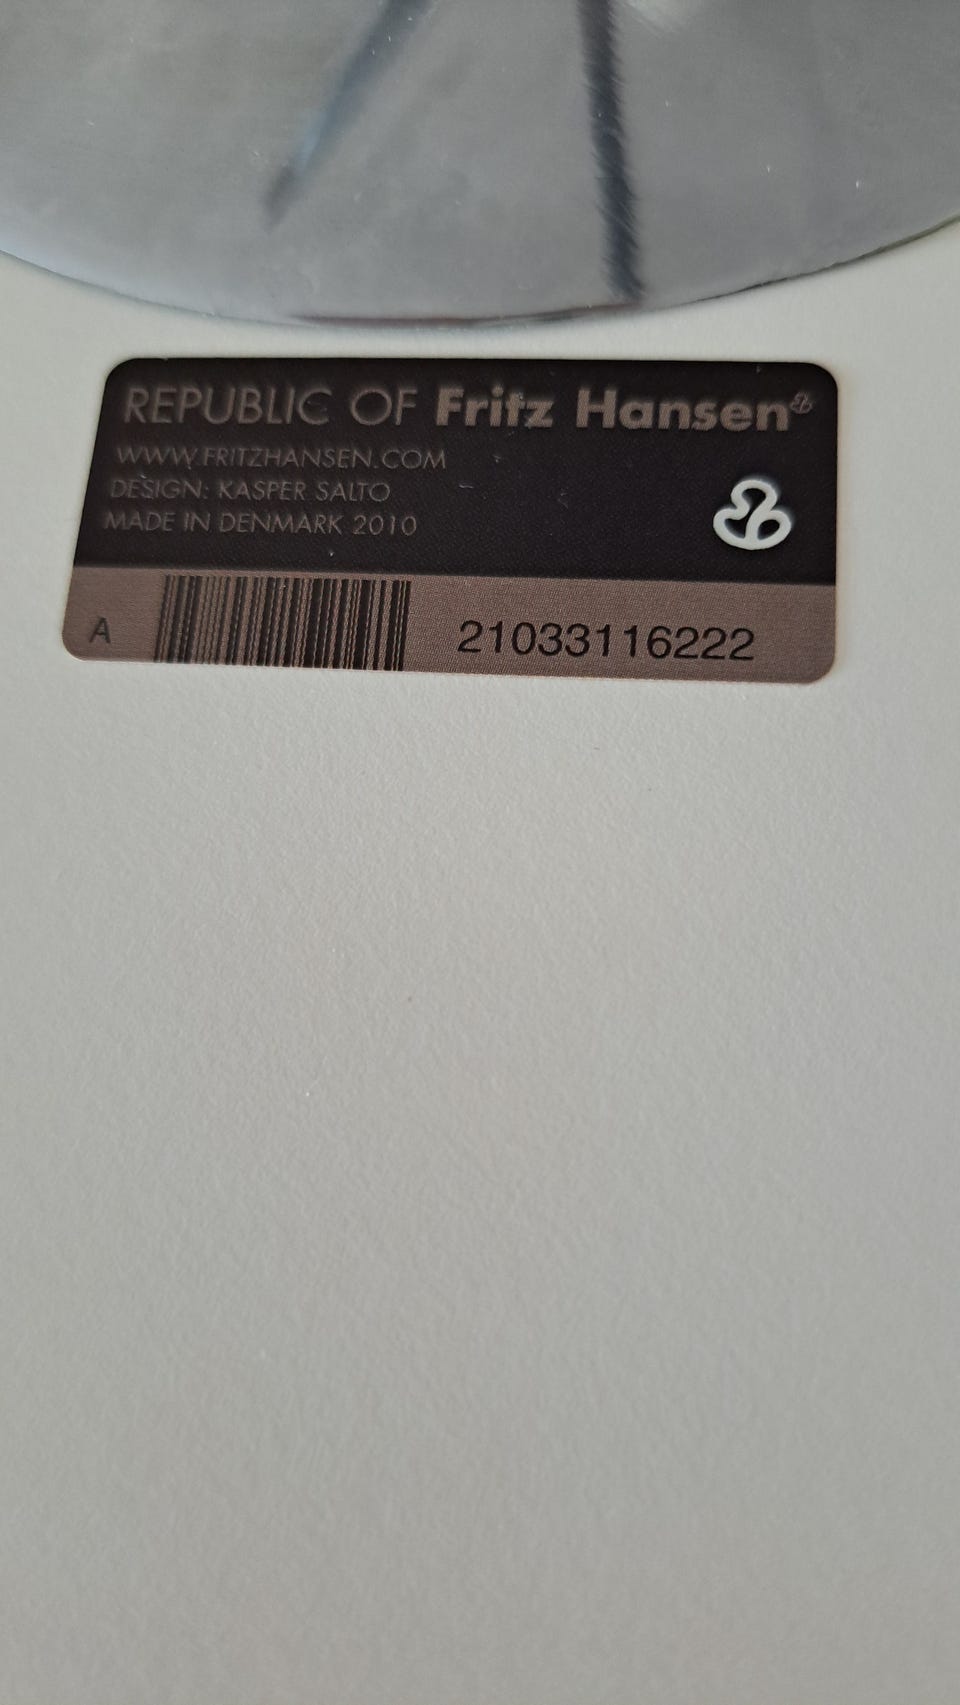 REPUBLIC OF Fritz Hansen
WWW.FRITZHANSEN.COM
DESIGN: KASPER SALTO
MADE IN DENMARK 2010
A 21033116222